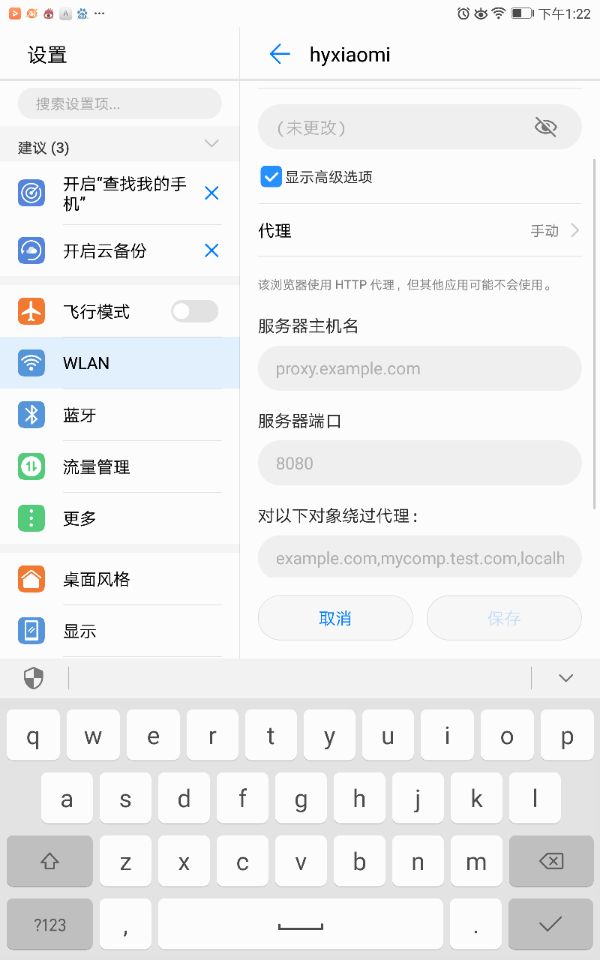 下午1:22
设置
hyxiaomi
搜索设置项...
(未更改)
建议 (3)
显示高级选项
开启“查找我的手
机”
代理
手动
开启云备份
该浏览器使用 HTTP 代理，但其他应用可能不会使用。
飞行模式
服务器主机名
WLAN
proxy.example.com
蓝牙
服务器端口
流量管理
8080
更多
对以下对象绕过代理：
example.com,mycomp.test.com,localh
桌面风格
取消
保存
显示
q w e r t y u i o p
a s d f g h j k l
z x c v b n m
?123 , .